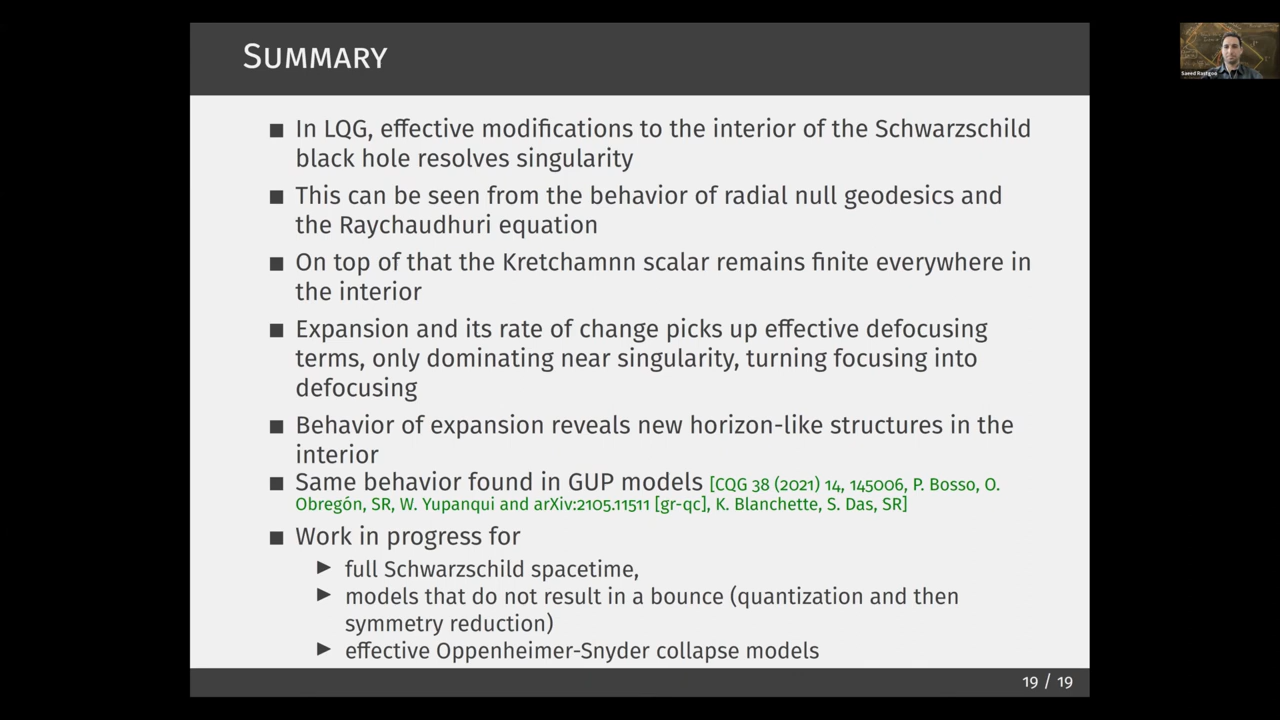 SUMMARY
■ In LQG, effective modifications to the interior of the Schwarzschild
black hole resolves singularity
■ This can be seen from the behavior of radial null geodesics and
the Raychaudhuri equation
■ On top of that the Kretchamnn scalar remains finite everywhere in
the interior
■ Expansion and its rate of change picks up effective defocusing
terms, only dominating near singularity, turning focusing into
defocusing
■ Behavior of expansion reveals new horizon-like structures in the
interior
■ Same behavior found in GUP models [CQG 38 (2021) 14, 145006, P. Bosso, O.
Obregón, SR, W. Yupanqui and arXiv:2105.11511 [gr-qc], K. Blanchette, S. Das, SR]
■ Work in progress for
▶ full Schwarzschild spacetime,
▶ models that do not result in a bounce (quantization and then
symmetry reduction)
▶ effective Oppenheimer-Snyder collapse models
19 / 19
Saeed Rastgoo